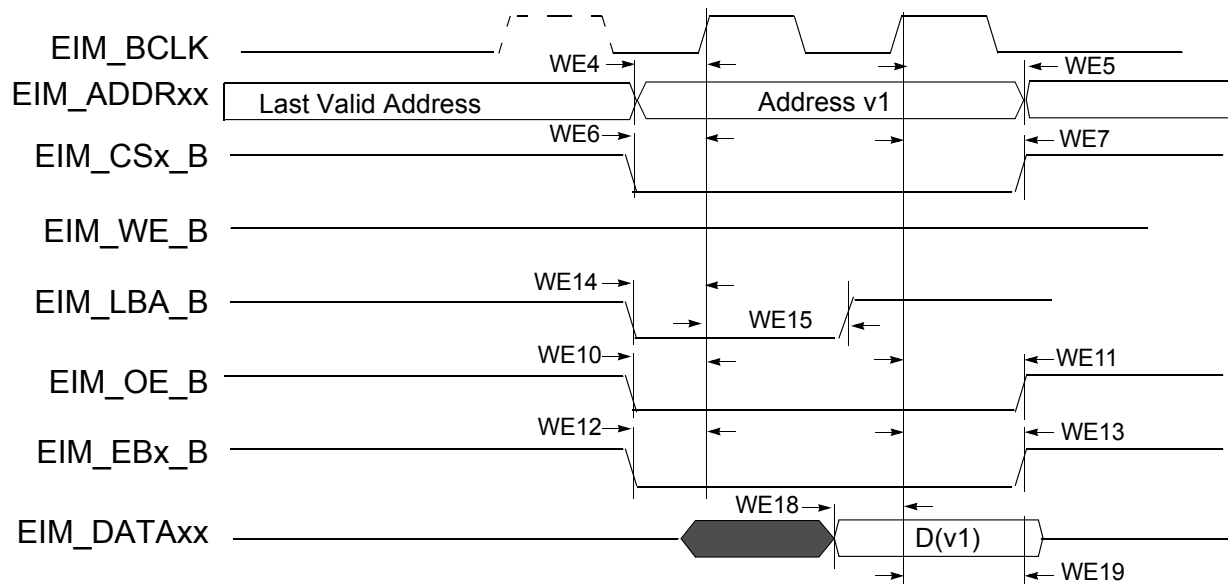 EIM_BCLK
WE4
WE5
EIM_ADDRxx
Last Valid Address
Address v1
WE6
WE7
EIM_CSx_B
EIM_WE_B
WE14
EIM_LBA_B
WE15
WE10
WE11
EIM_OE_B
WE12
WE13
EIM_EBx_B
WE18
EIM_DATAxx
D(v1)
WE19